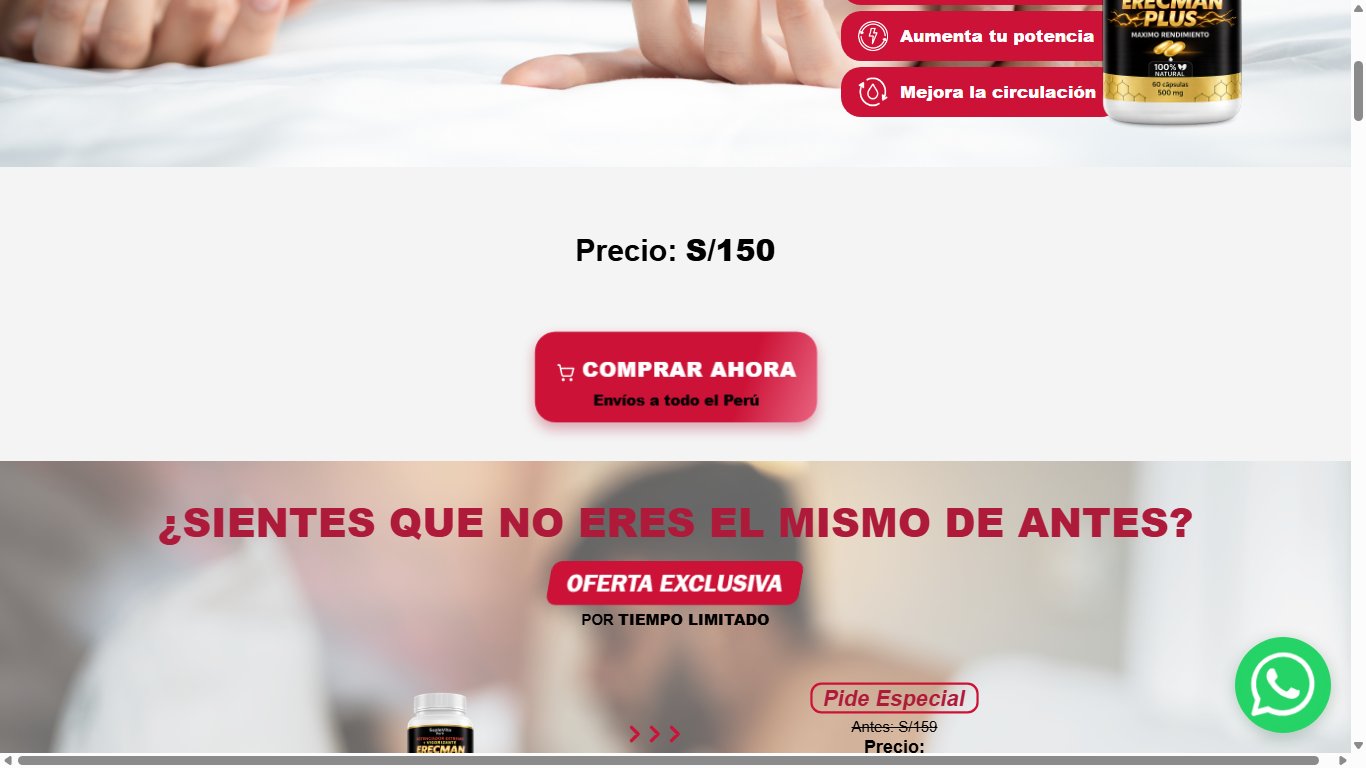 ERECMAN
PLUS
MAXIMO RENDIMIENTO
100%
NATURAL
60 cápsulas
500 mg
Aumenta tu potencia
Mejora la circulación
Precio: S/150
COMPRAR AHORA
Envíos a todo el Perú
¿SIENTES QUE NO ERES EL MISMO DE ANTES?
OFERTA EXCLUSIVA
POR TIEMPO LIMITADO
Pide Especial
Antes: S/159
Precio:
ERECMAN